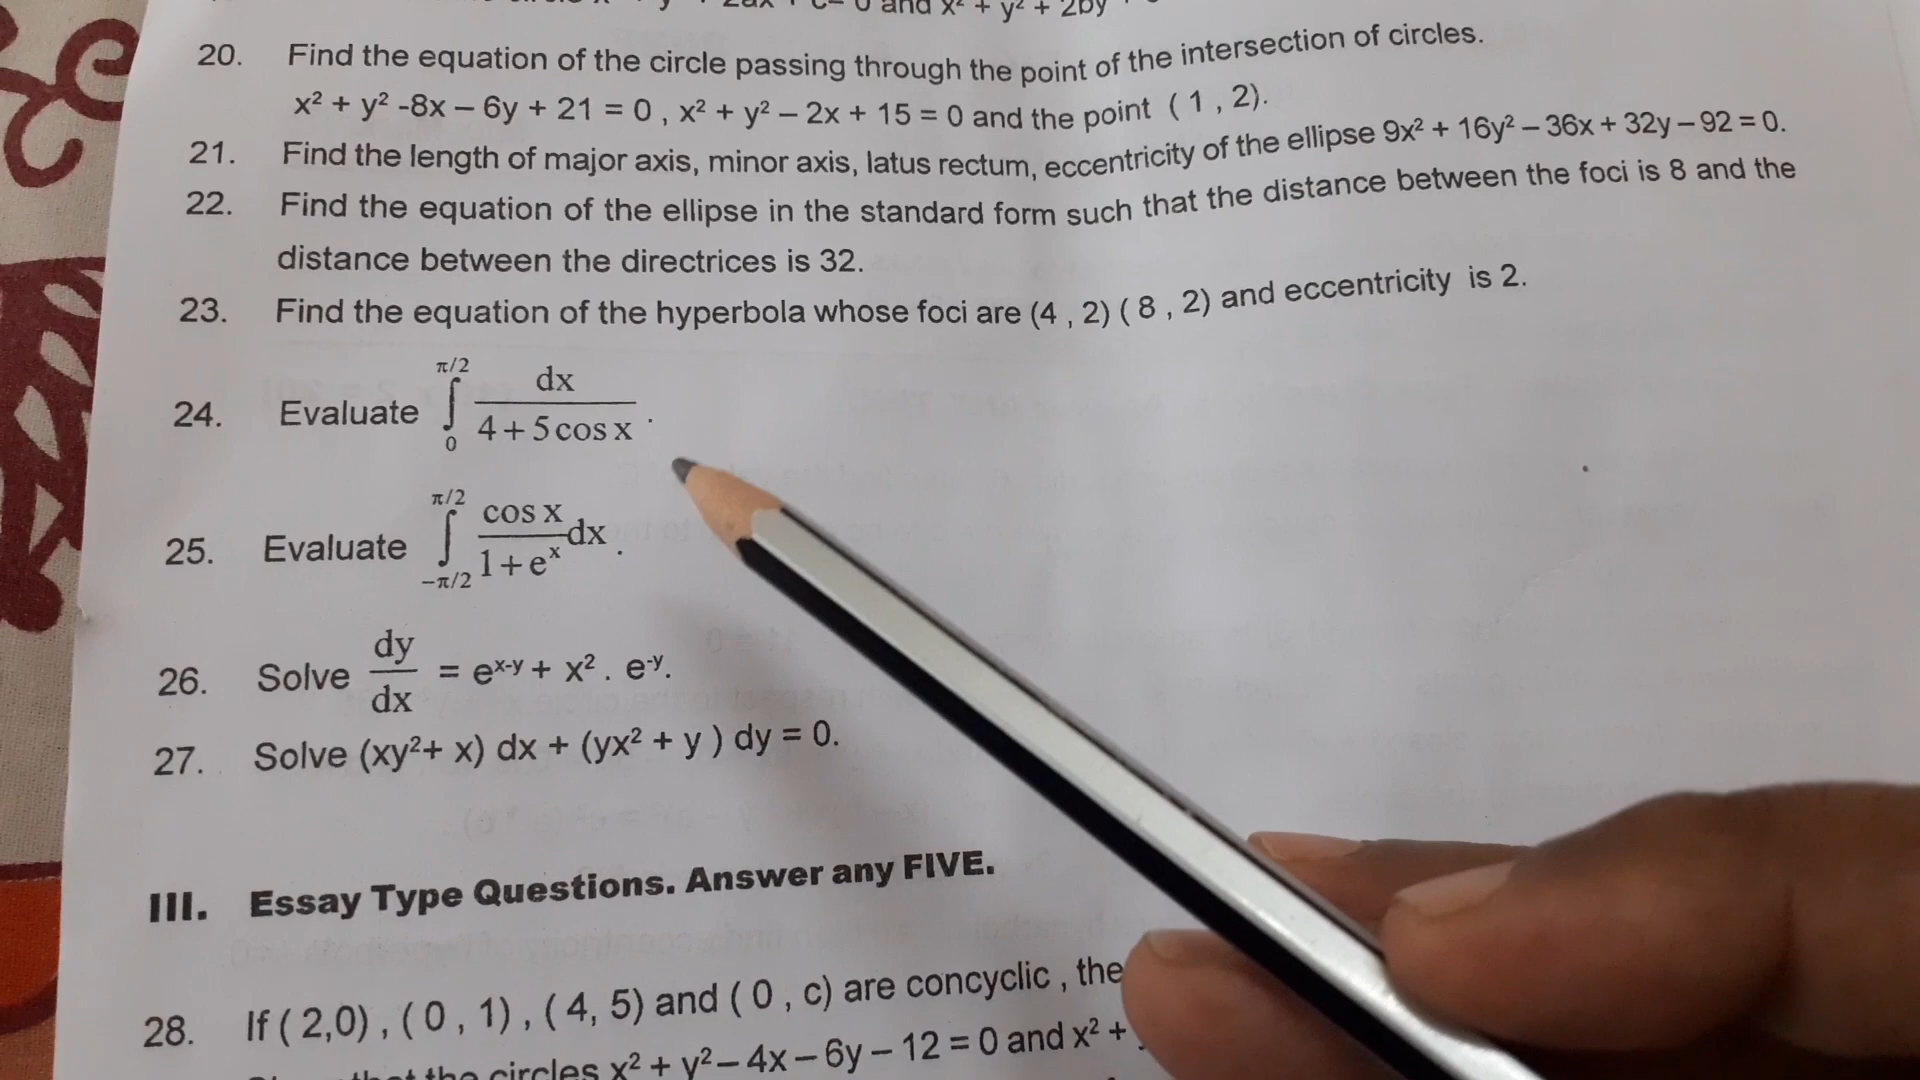 0 and x² + y² + 2by
20. Find the equation of the circle passing through the point of the intersection of circles.
x² + y² -8x – 6y + 21 = 0 , x² + y² – 2x + 15 = 0 and the point ( 1 , 2).
21. Find the length of major axis, minor axis, latus rectum, eccentricity of the ellipse 9x² + 16y² – 36x + 32y – 92 = 0.
22. Find the equation of the ellipse in the standard form such that the distance between the foci is 8 and the
distance between the directrices is 32.
23. Find the equation of the hyperbola whose foci are (4 , 2) ( 8 , 2) and eccentricity is 2.
24. Evaluate ∫₀^{π/2} dx/(4+5cos x) .
25. Evaluate ∫_{-π/2}^{π/2} cos x/(1+eˣ) dx .
26. Solve dy/dx = e^{x-y} + x² . e^{-y}.
27. Solve (xy²+ x) dx + (yx² + y ) dy = 0.
III. Essay Type Questions. Answer any FIVE.
28. If ( 2,0) , ( 0 , 1) , ( 4, 5) and ( 0 , c) are concyclic , the
that the circles x² + y² – 4x – 6y – 12 = 0 and x² +